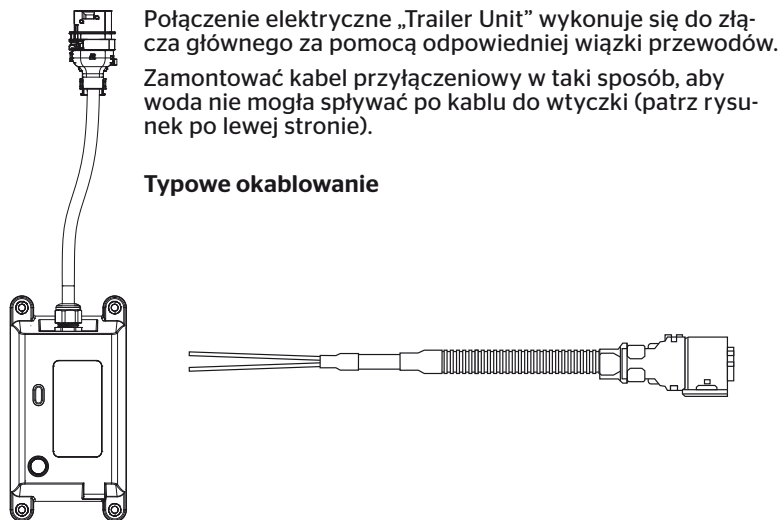 Połączenie elektryczne „Trailer Unit” wykonuje się do złą-
cza głównego za pomocą odpowiedniej wiązki przewodów.
Zamontować kabel przyłączeniowy w taki sposób, aby
woda nie mogła spływać po kablu do wtyczki (patrz rysu-
nek po lewej stronie).
Typowe okablowanie